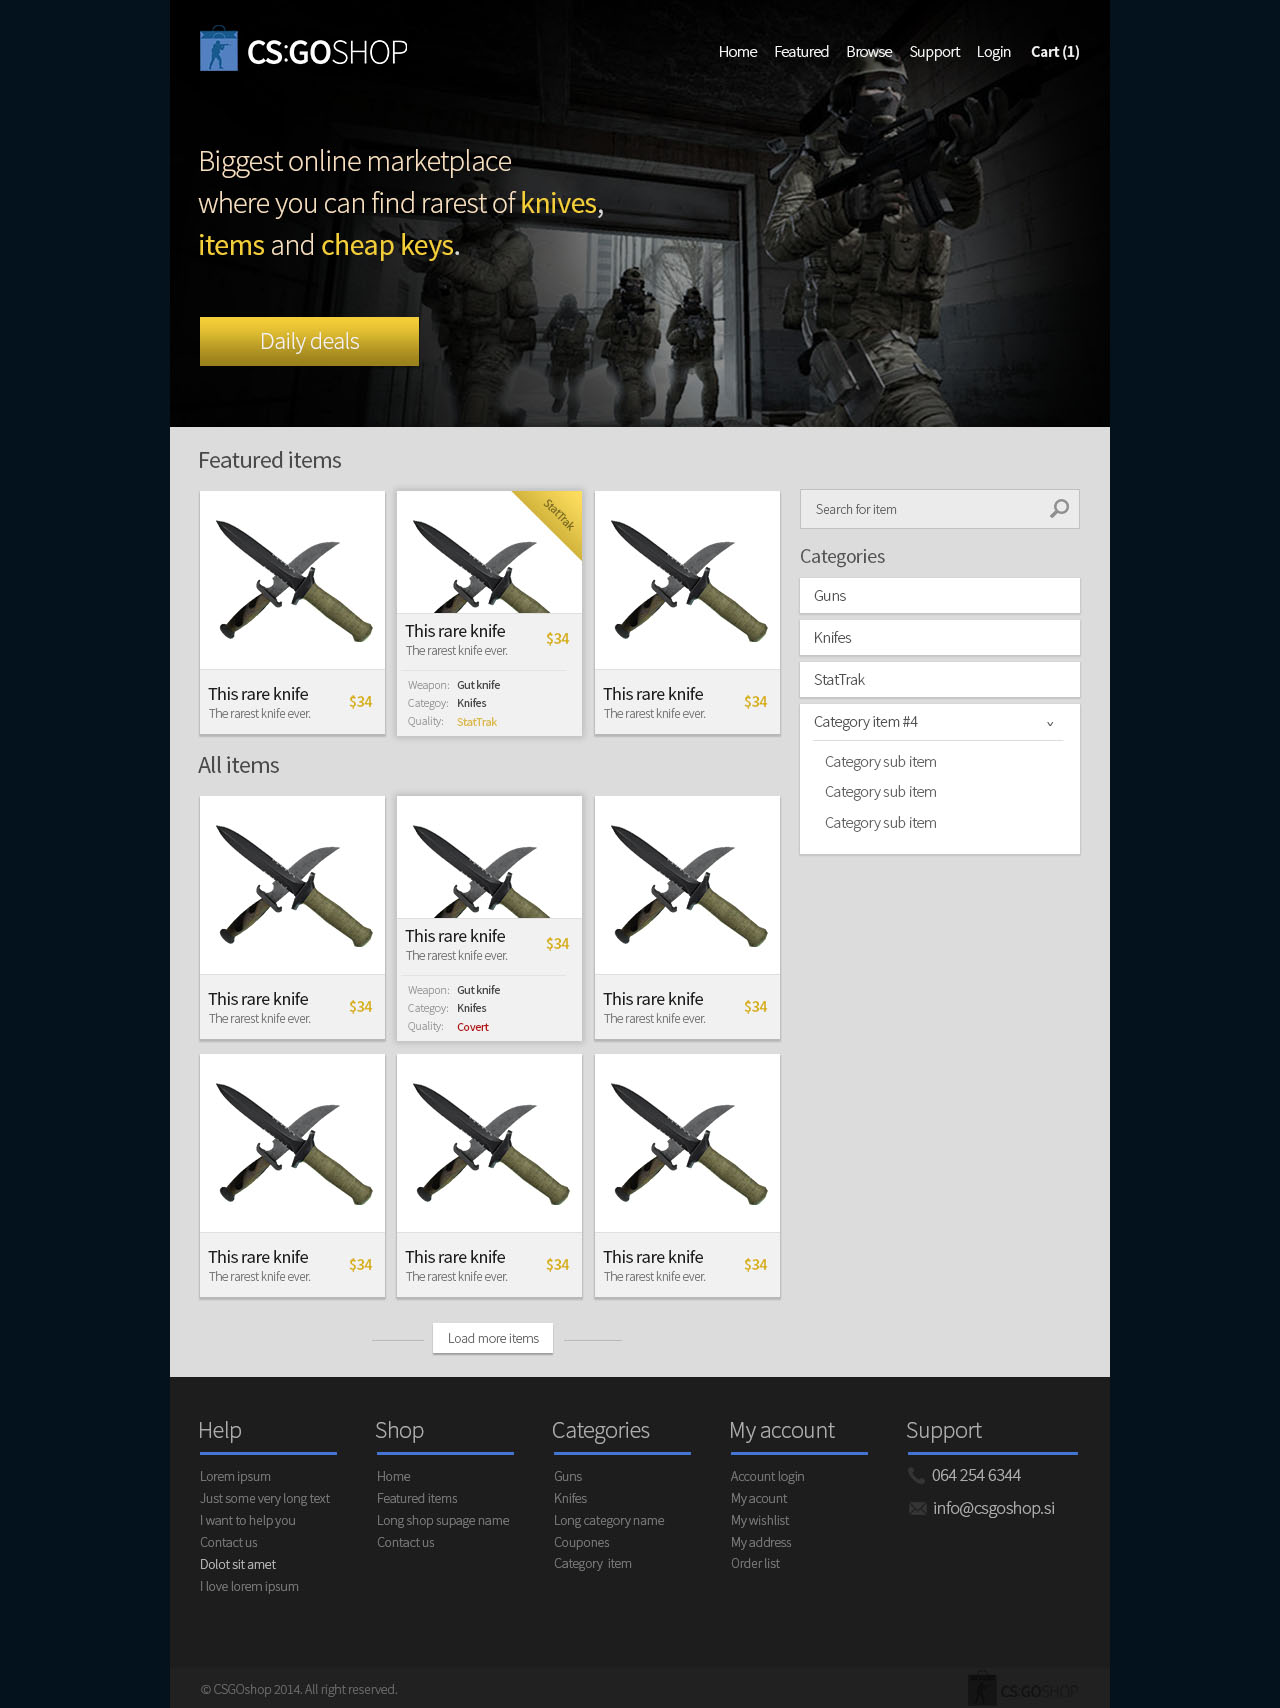 CS:GOSHOP
Home Featured Browse Support Login Cart (1)
Biggest online marketplace
where you can find rarest of knives,
items and cheap keys.
Daily deals
Featured items
This rare knife
The rarest knife ever.
$34
StatTrak
This rare knife
The rarest knife ever.
$34
Weapon: Gut knife
Categoy: Knifes
Quality: StatTrak
This rare knife
The rarest knife ever.
$34
Search for item
Categories
Guns
Knifes
StatTrak
Category item #4
Category sub item
Category sub item
Category sub item
All items
This rare knife
The rarest knife ever.
$34
This rare knife
The rarest knife ever.
$34
Weapon: Gut knife
Categoy: Knifes
Quality: Covert
This rare knife
The rarest knife ever.
$34
This rare knife
The rarest knife ever.
$34
This rare knife
The rarest knife ever.
$34
This rare knife
The rarest knife ever.
$34
Load more items
Help
Lorem ipsum
Just some very long text
I want to help you
Contact us
Dolot sit amet
I love lorem ipsum
Shop
Home
Featured items
Long shop supage name
Contact us
Categories
Guns
Knifes
Long category name
Coupones
Category item
My account
Account login
My acount
My wishlist
My address
Order list
Support
064 254 6344
info@csgoshop.si
© CSGOshop 2014. All right reserved.
CS:GOSHOP